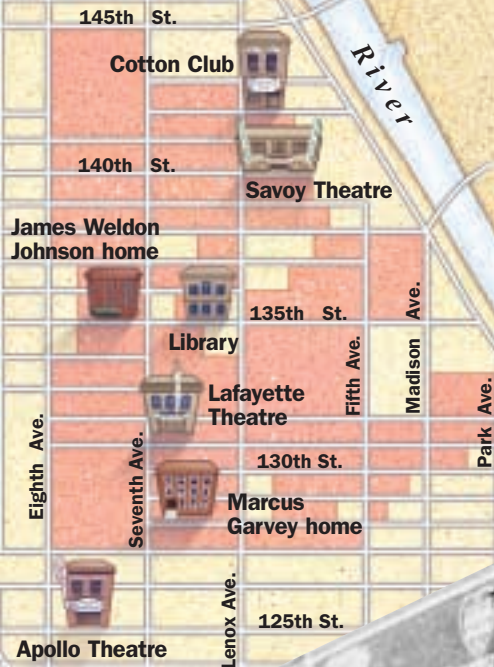 145th St.
Cotton Club
River
140th St.
Savoy Theatre
James Weldon
Johnson home
135th St.
Library
Fifth Ave.
Madison Ave.
Park Ave.
Lafayette
Theatre
Eighth Ave.
Seventh Ave.
130th St.
Marcus
Garvey home
Lenox Ave.
125th St.
Apollo Theatre